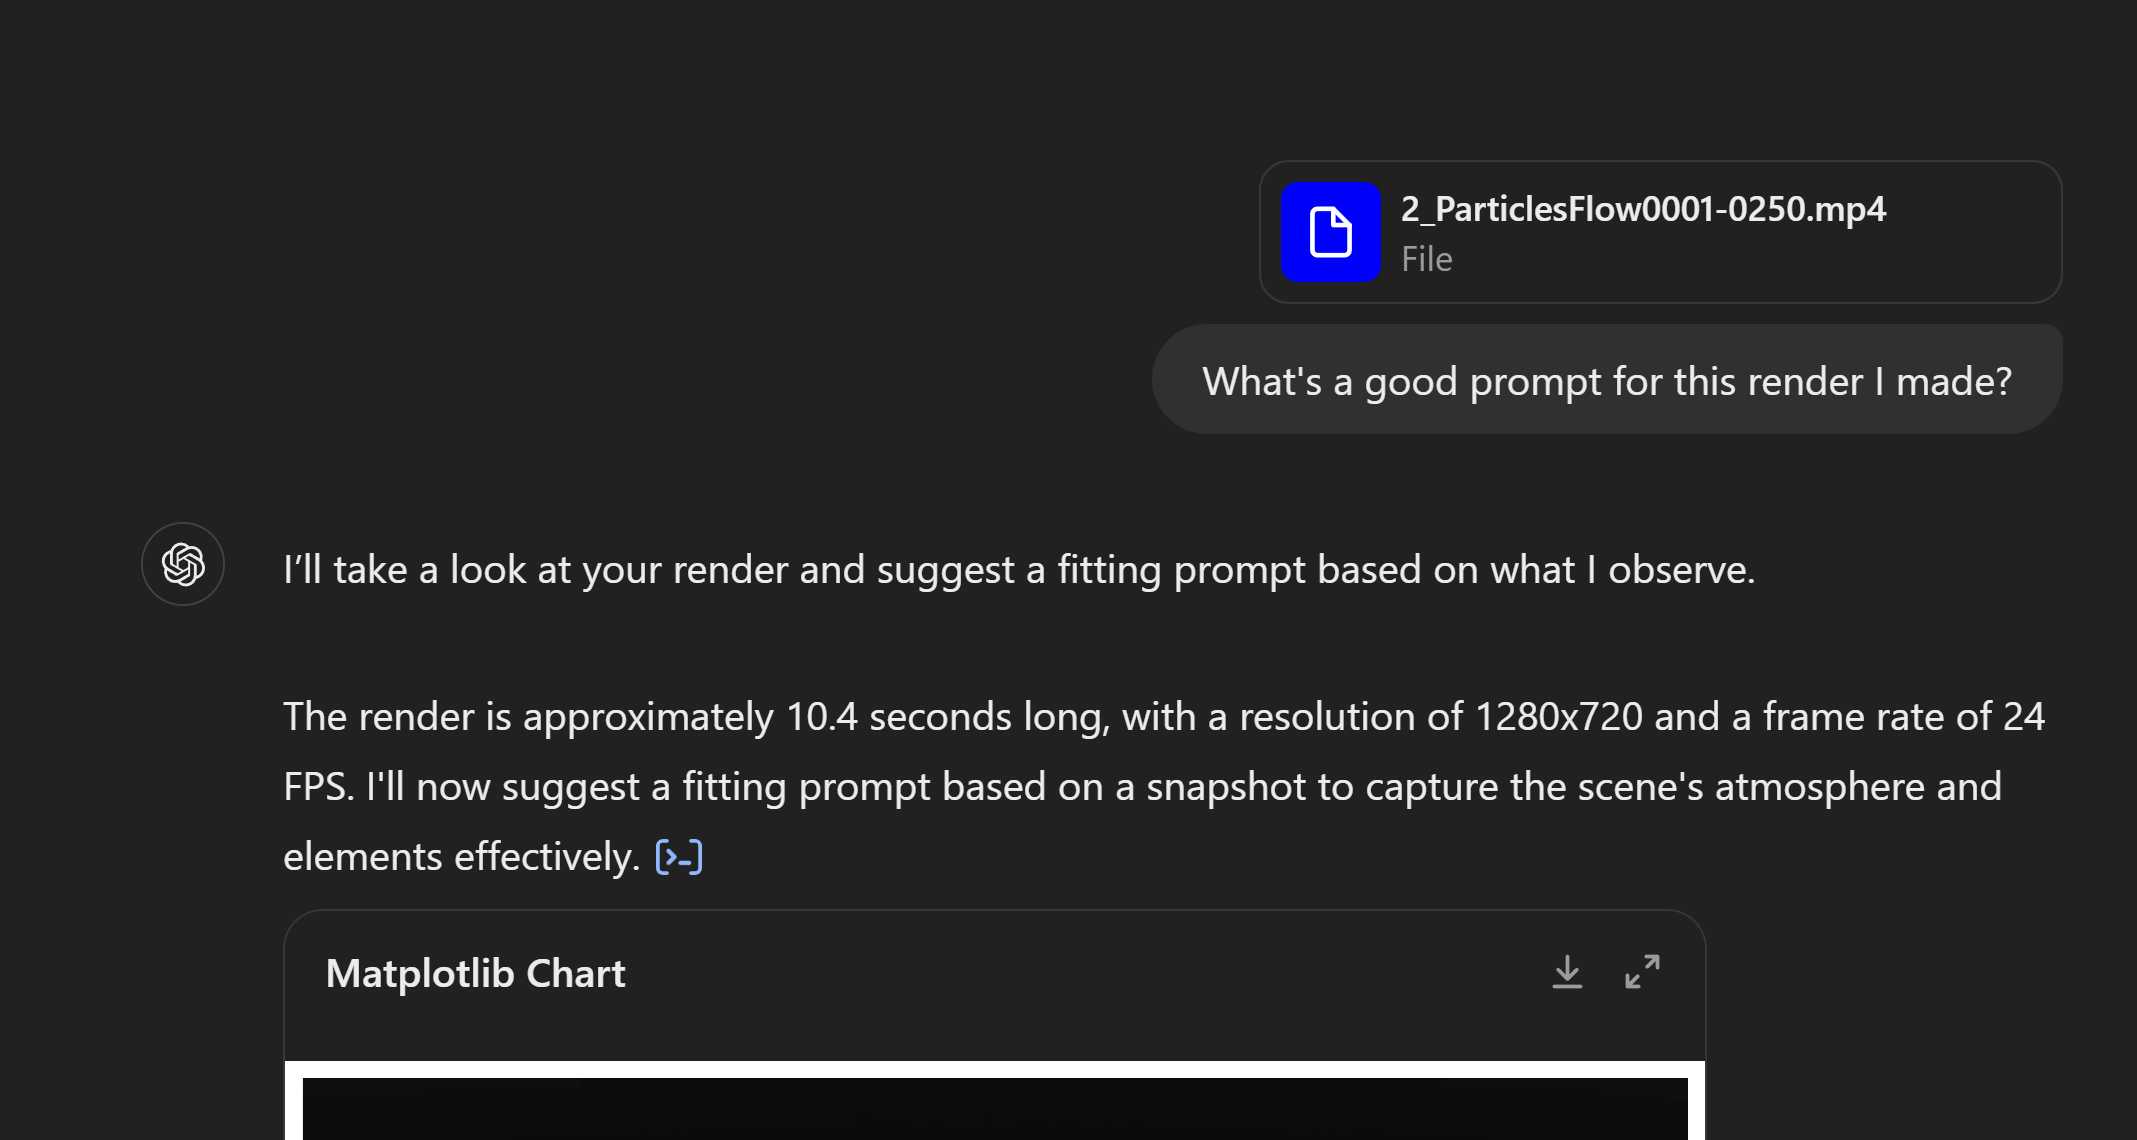 2_ParticlesFlow0001-0250.mp4
File
What's a good prompt for this render I made?
I’ll take a look at your render and suggest a fitting prompt based on what I observe.
The render is approximately 10.4 seconds long, with a resolution of 1280x720 and a frame rate of 24
FPS. I'll now suggest a fitting prompt based on a snapshot to capture the scene's atmosphere and
elements effectively.
Matplotlib Chart